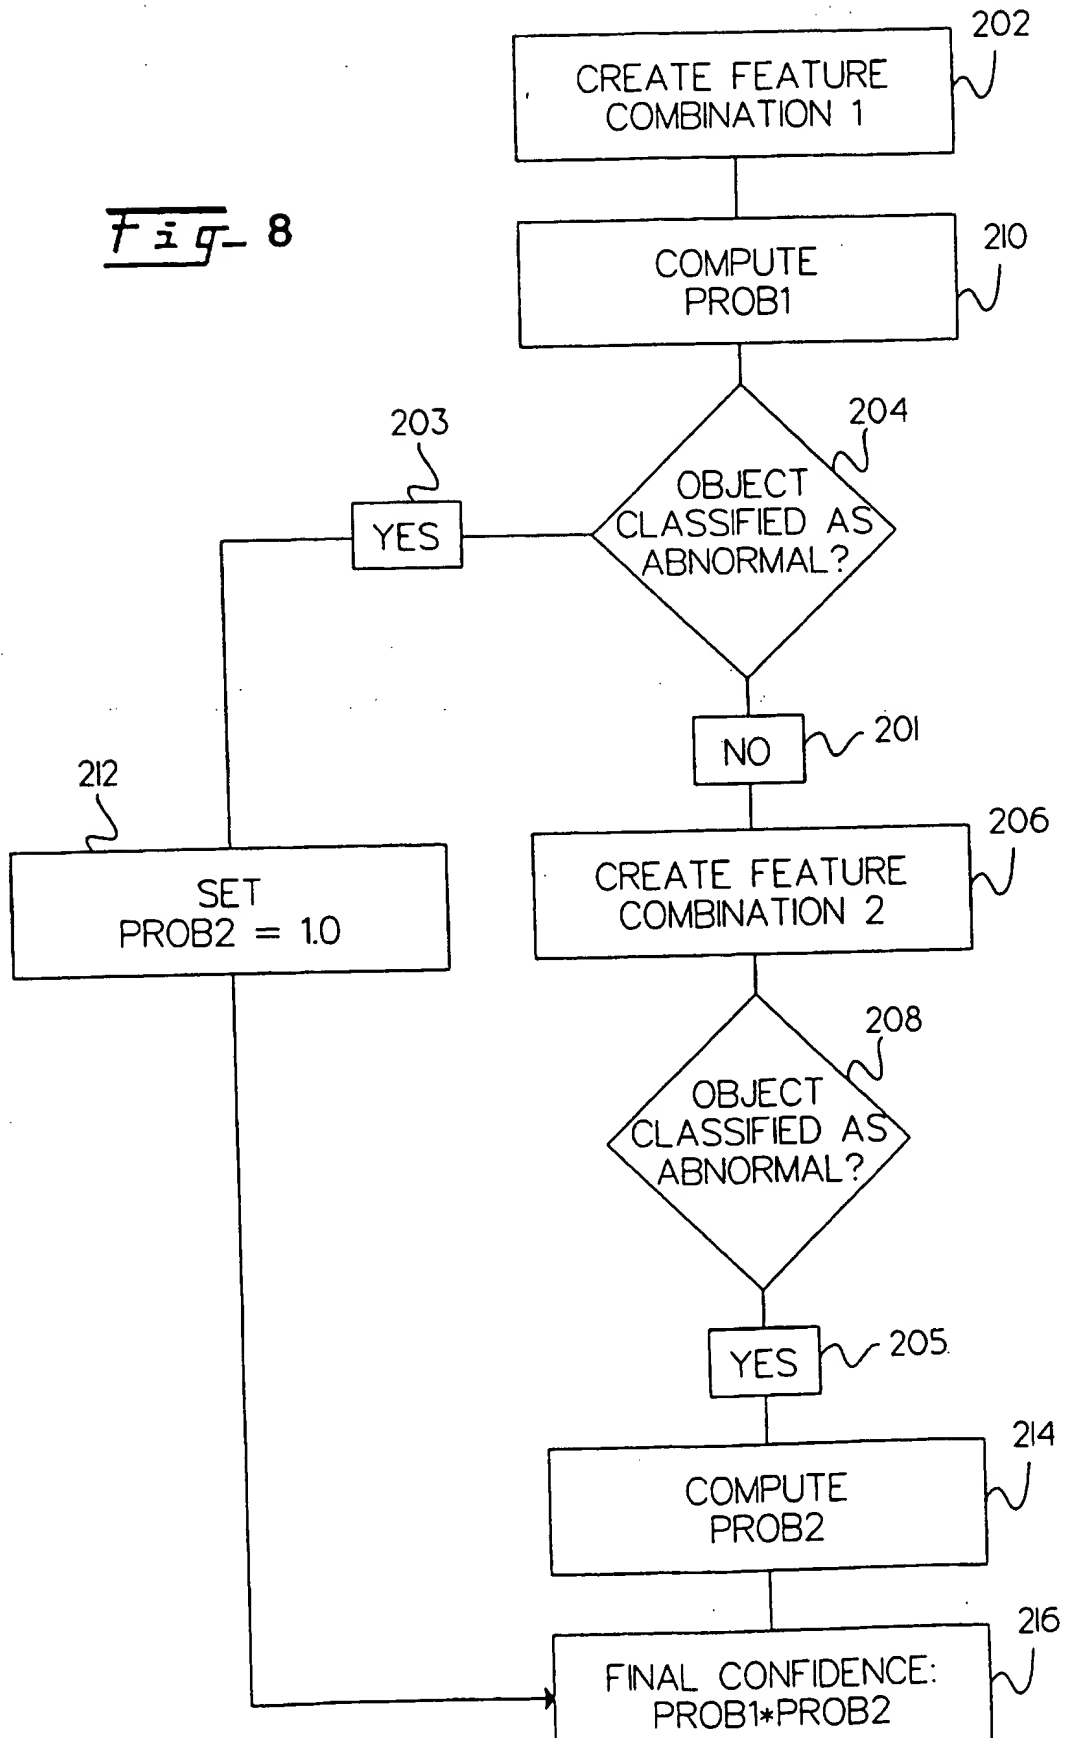 202
CREATE FEATURE
COMBINATION 1
Fig_ 8
210
COMPUTE
PROB1
203
204
YES
OBJECT
CLASSIFIED AS
ABNORMAL?
NO
201
212
206
SET
PROB2 = 1.0
CREATE FEATURE
COMBINATION 2
208
OBJECT
CLASSIFIED AS
ABNORMAL?
YES
205
214
COMPUTE
PROB2
216
FINAL CONFIDENCE:
PROB1*PROB2